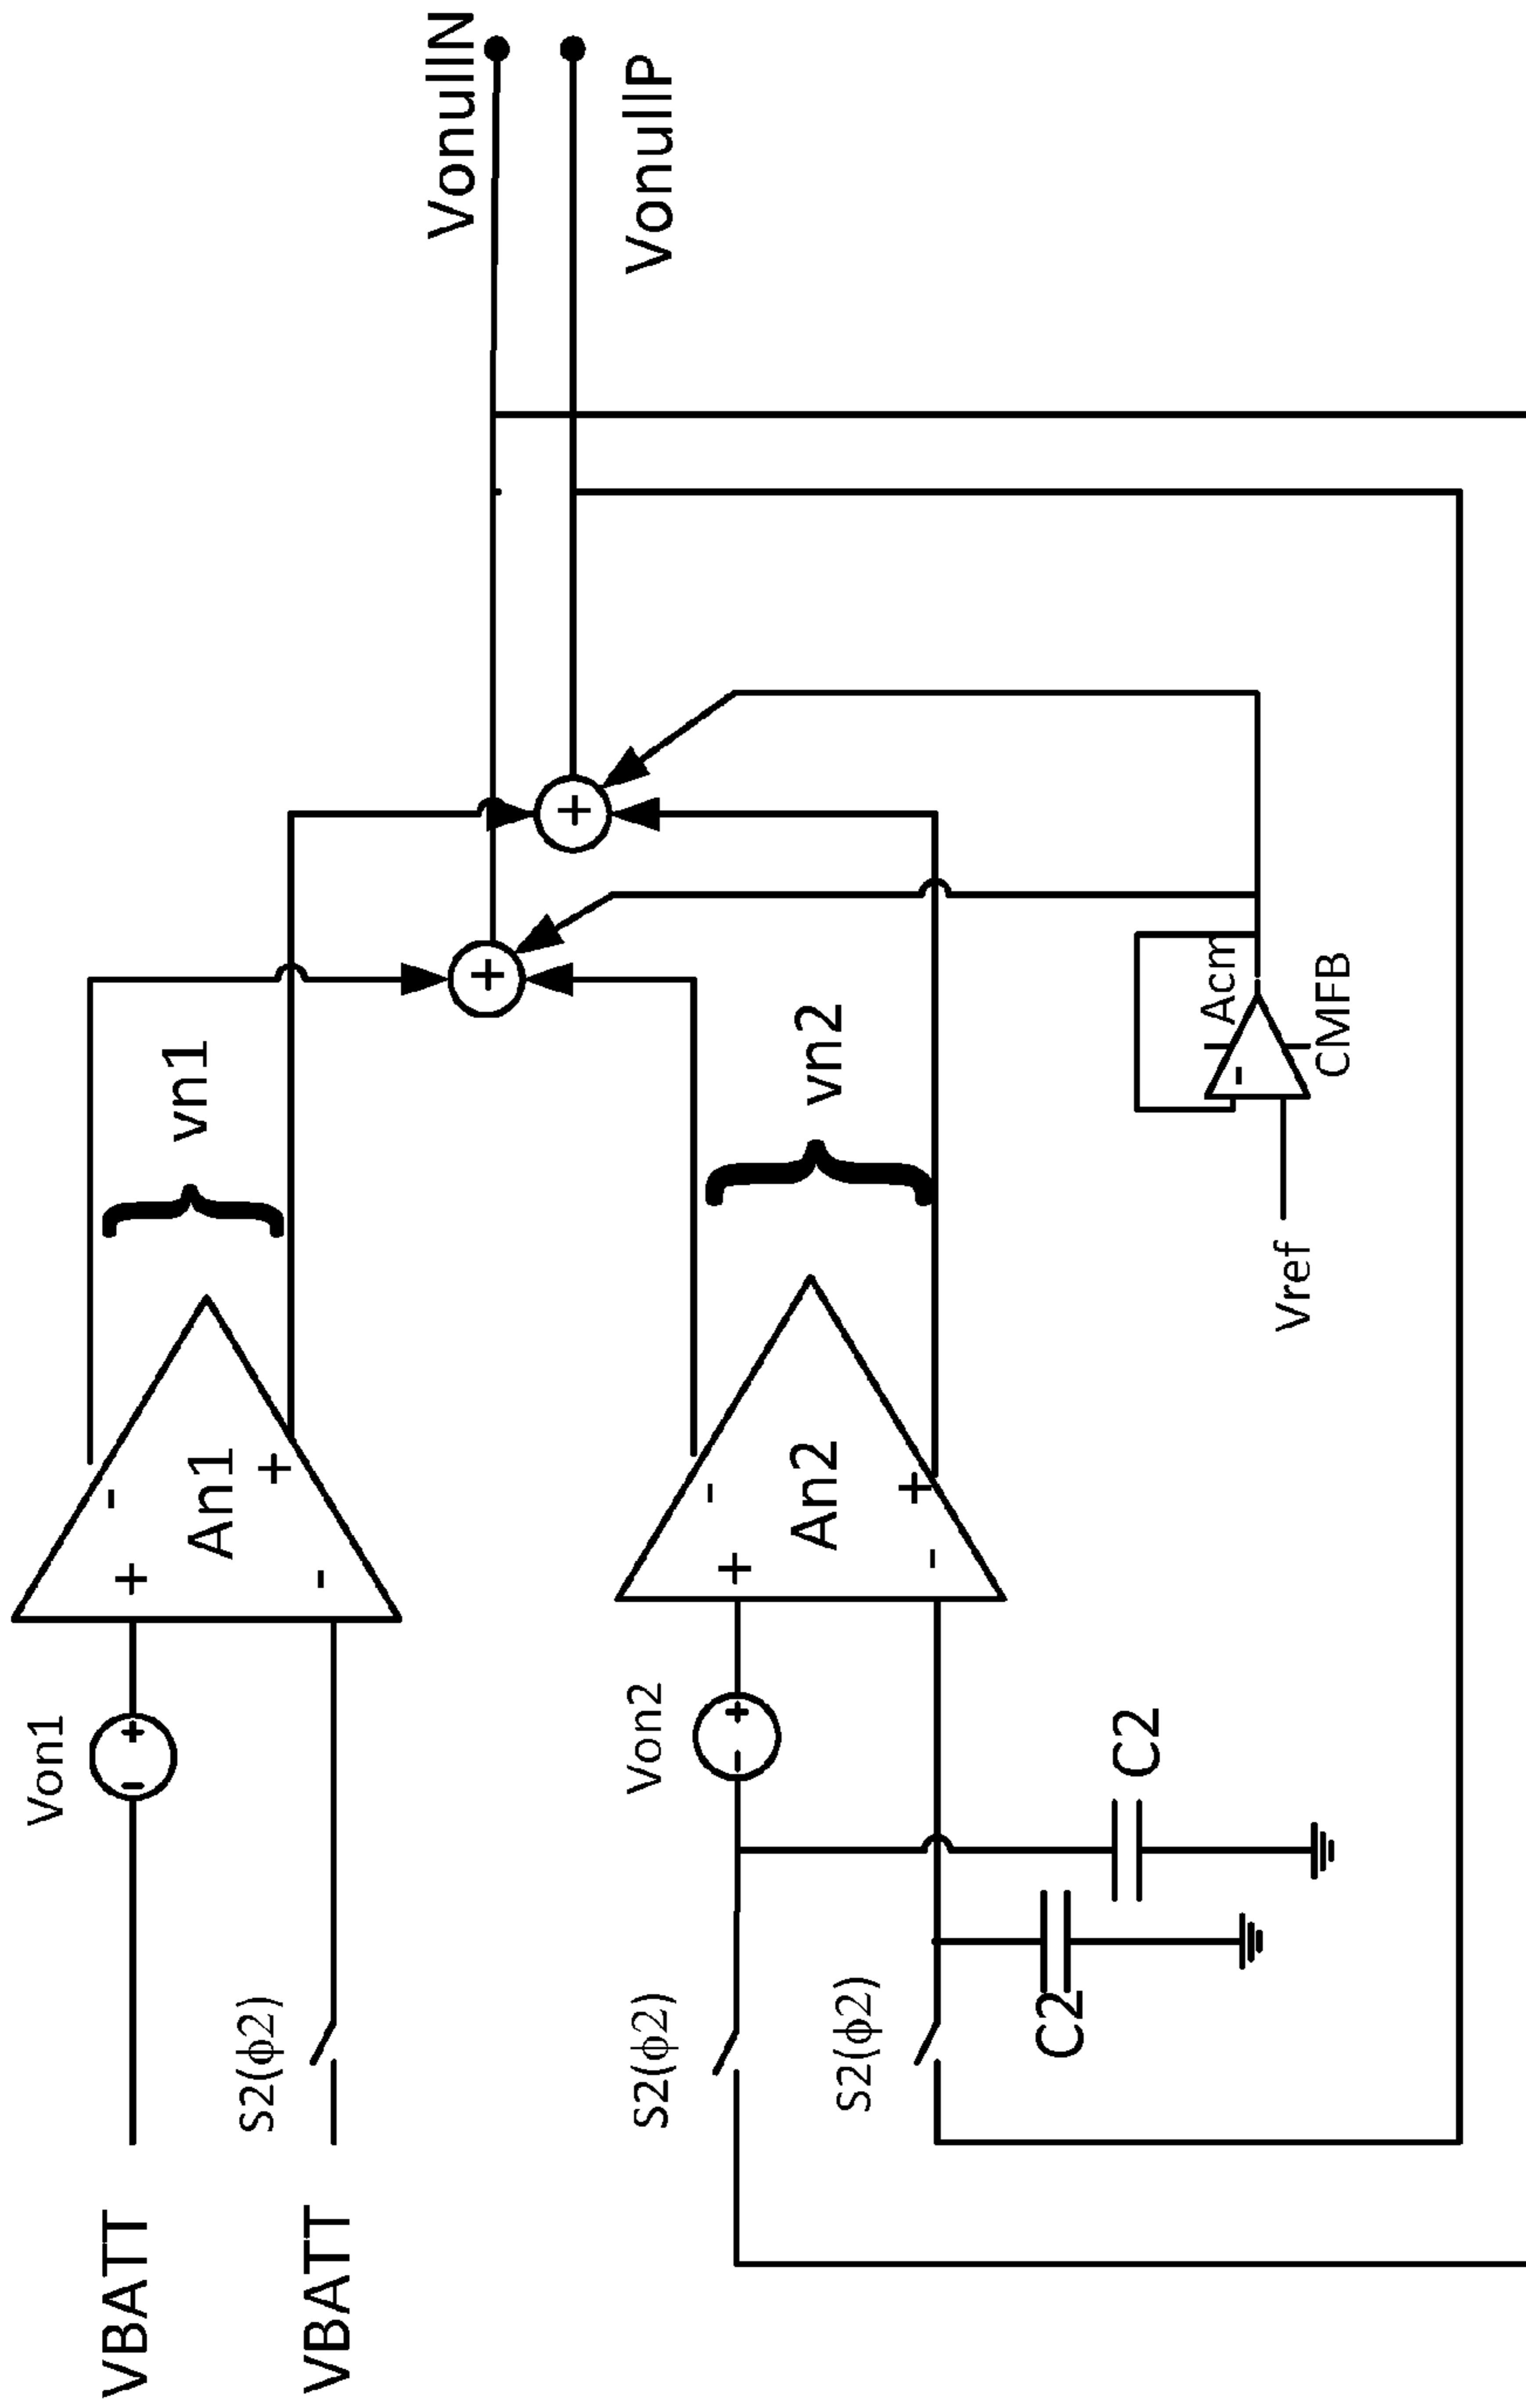 VBATT
Von1
+
-
An1
-
+
vn1
VonullN
VBATT
S2(ϕ2)
VonullP
S2(ϕ2)
Von2
-
+
+
-
An2
-
+
vn2
+
+
S2(ϕ2)
C2
C2
Vref
-
Acm
CMFB